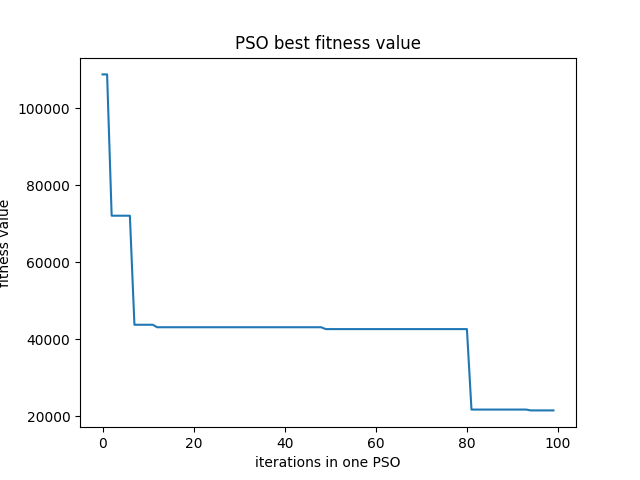 PSO best fitness value
100000
80000
60000
40000
20000
fitness value
0 20 40 60 80 100
iterations in one PSO